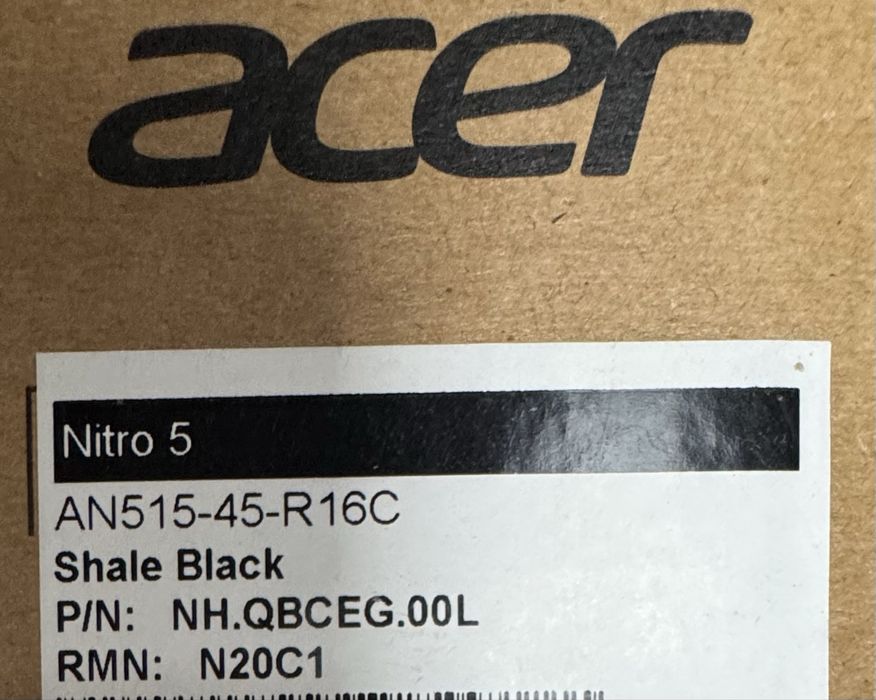 acer
Nitro 5
AN515-45-R16C
Shale Black
P/N: NH.QBCEG.00L
RMN: N20C1